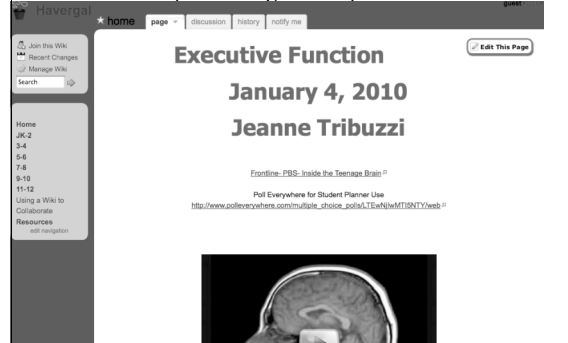 Havergal
guest
home
page
discussion
history
notify me
Join this Wiki
Recent Changes
Manage Wiki
Search
Edit This Page
Executive Function
January 4, 2010
Jeanne Tribuzzi
Home
JK-2
3-4
5-6
7-8
9-10
11-12
Using a Wiki to
Collaborate
Resources
edit navigation
Frontline- PBS- Inside the Teenage Brain
Poll Everywhere for Student Planner Use
http://www.polleverywhere.com/multiple_choice_polls/LTEwNjIwMTI5NTY/web